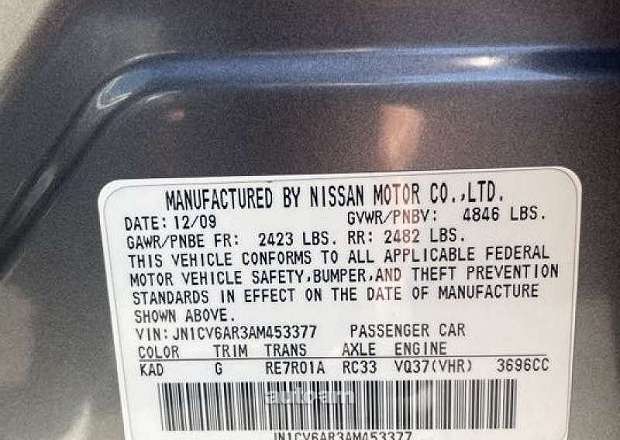 MANUFACTURED BY NISSAN MOTOR CO.,LTD.
DATE: 12/09 GVWR/PNBV: 4846 LBS.
GAWR/PNBE FR: 2423 LBS. RR: 2482 LBS.
THIS VEHICLE CONFORMS TO ALL APPLICABLE FEDERAL
MOTOR VEHICLE SAFETY,BUMPER,AND THEFT PREVENTION
STANDARDS IN EFFECT ON THE DATE OF MANUFACTURE
SHOWN ABOVE.
VIN: JN1CV6AR3AM453377 PASSENGER CAR
COLOR TRIM TRANS AXLE ENGINE
KAD G RE7R01A RC33 VQ37(VHR) 3696CC
autoam
JN1CV6AR3AM453377